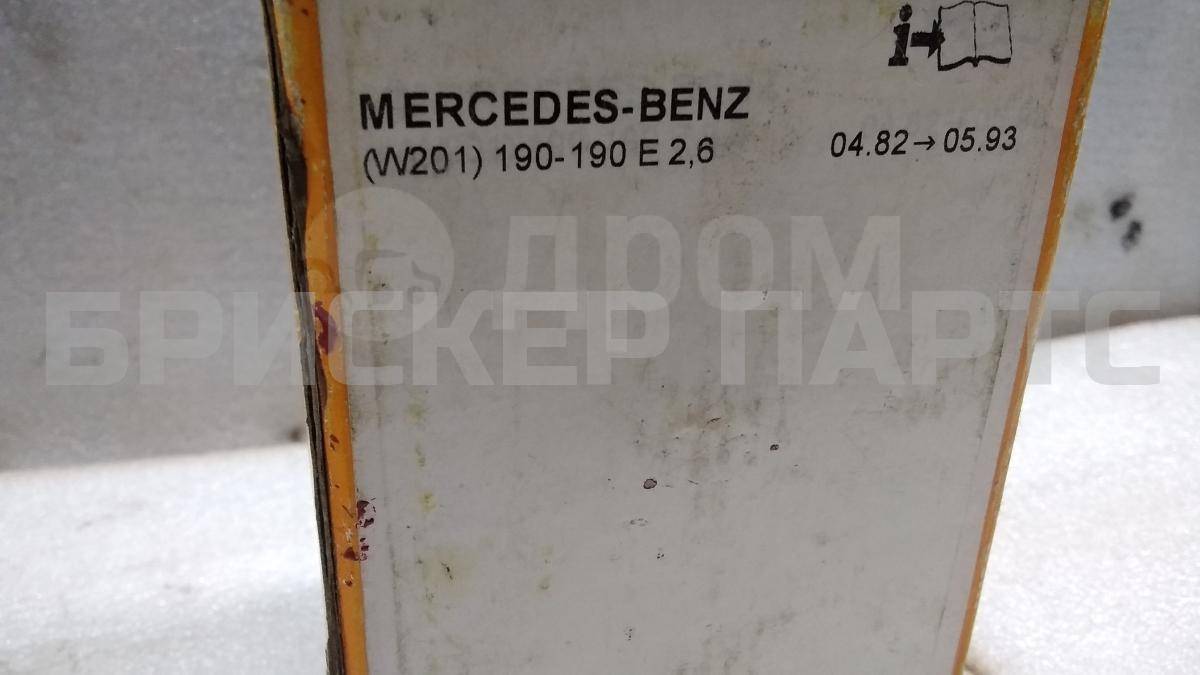 MERCEDES-BENZ
(W201) 190-190 E 2,6 04.82→05.93
ДРОМ
БРИСКЕР ПАРТС